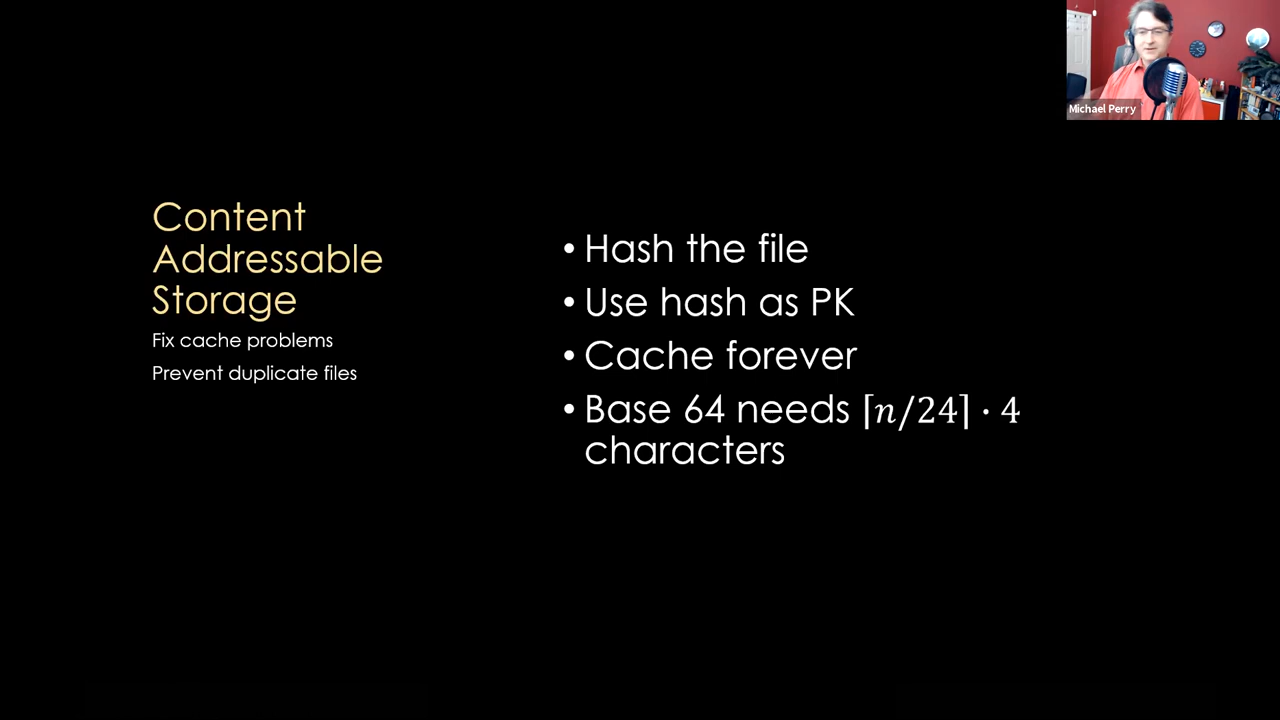 Michael Perry
Content
Addressable
Storage
Fix cache problems
Prevent duplicate files
• Hash the file
• Use hash as PK
• Cache forever
• Base 64 needs ⌈n/24⌉ · 4
characters